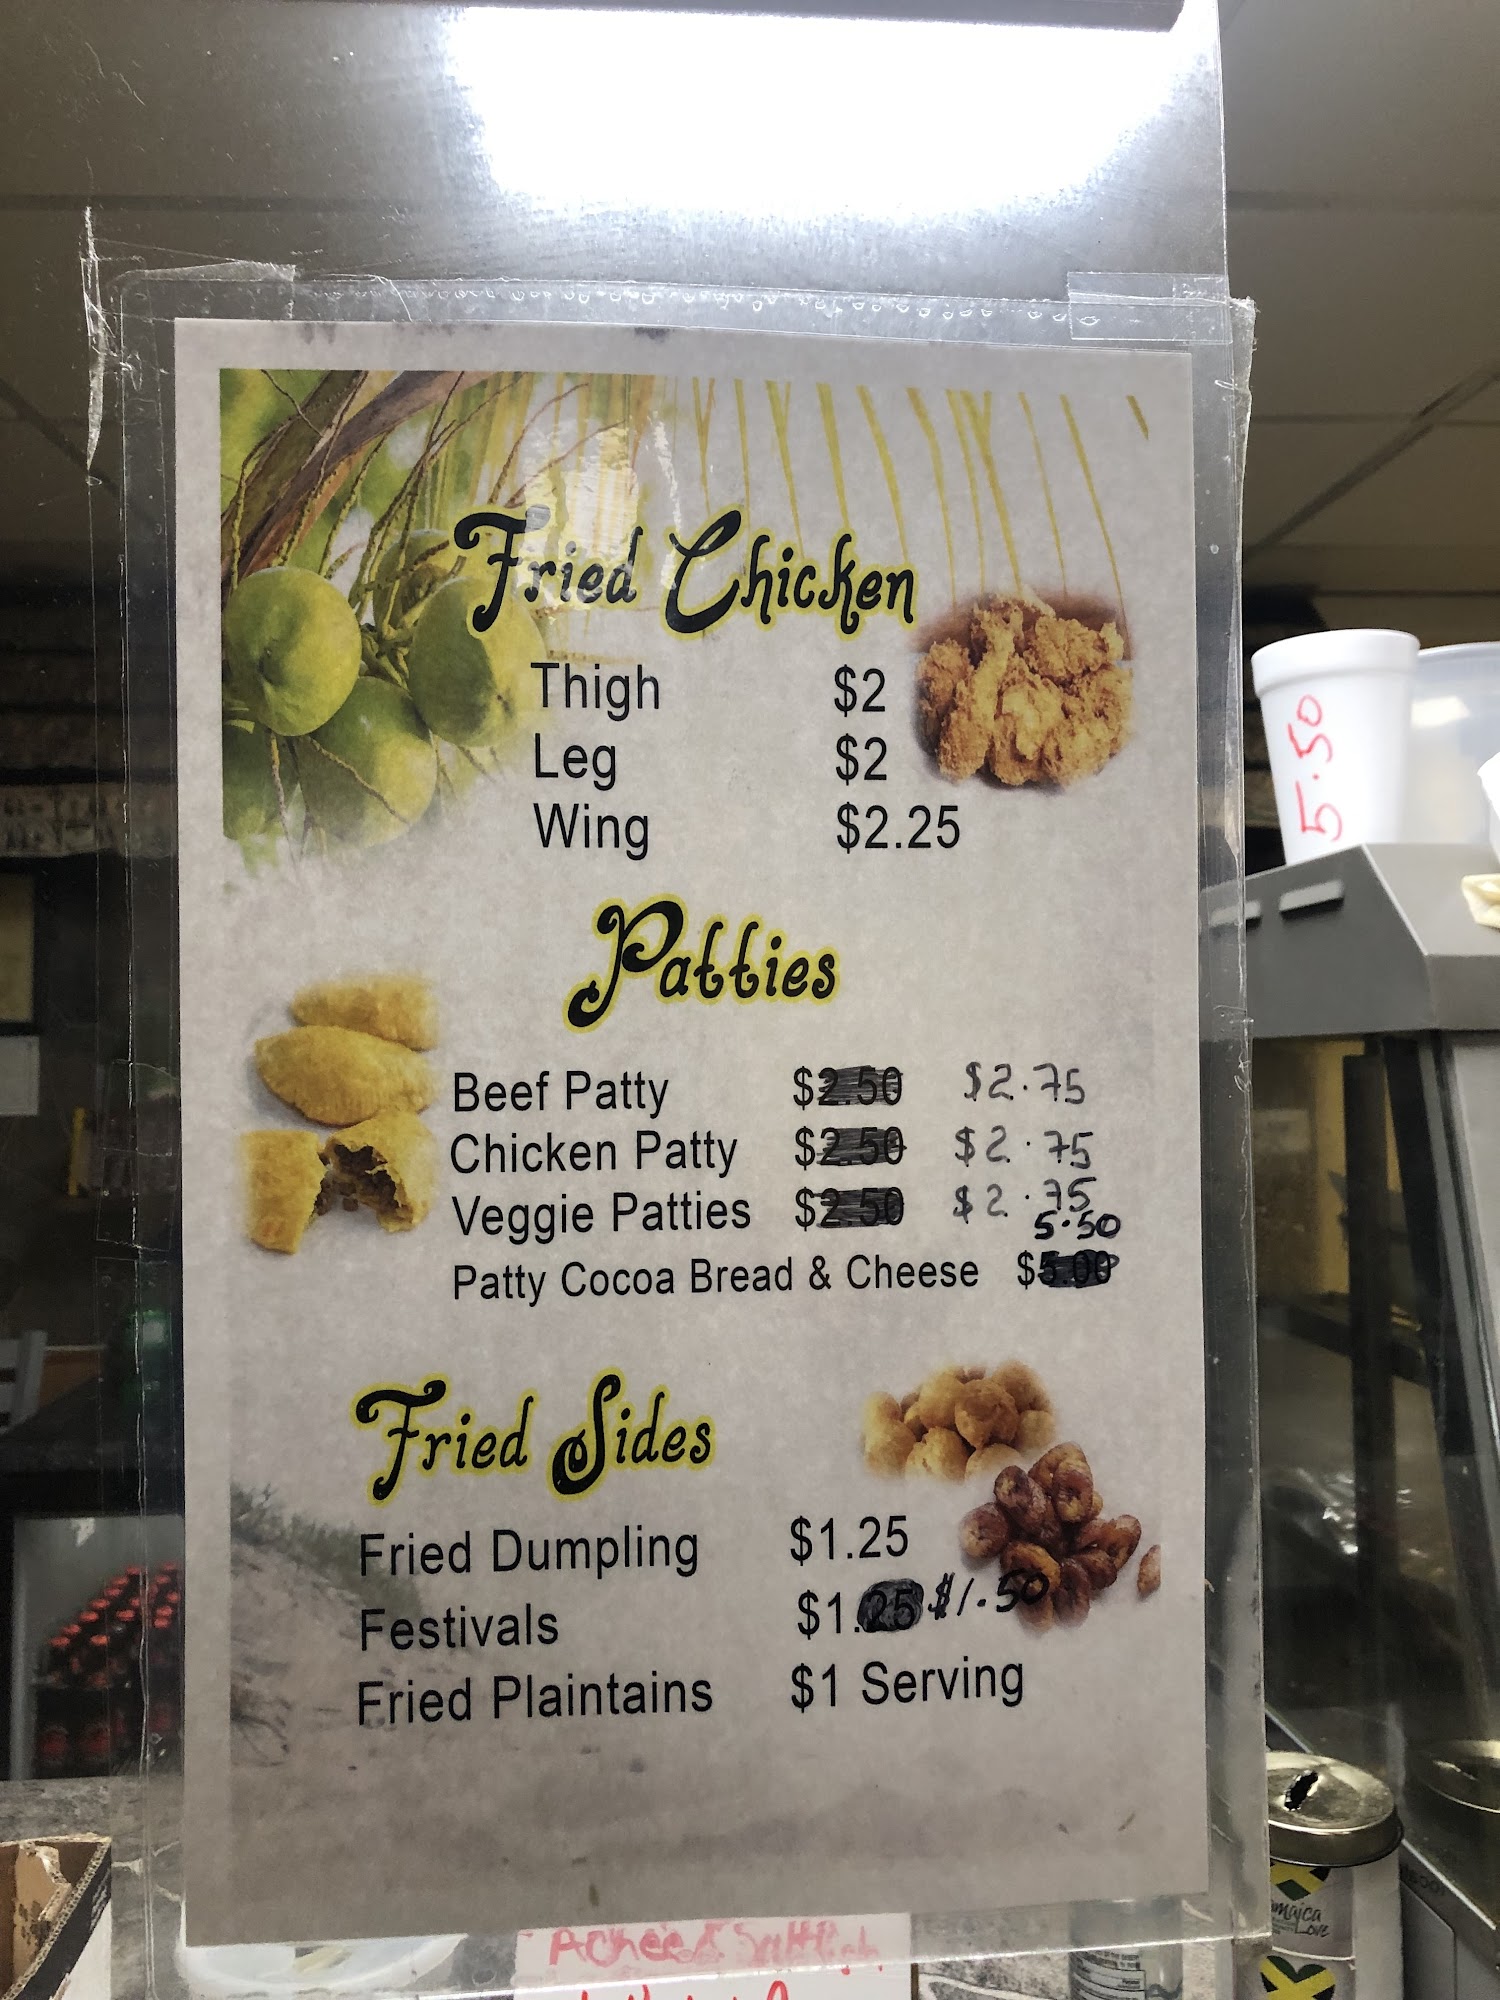 Fried Chicken
Thigh $2
Leg $2
Wing $2.25
5.50
Patties
Beef Patty $2.50 $2.75
Chicken Patty $2.50 $2.75
Veggie Patties $2.50 $2.75
5.50
Patty Cocoa Bread & Cheese $5.00
Fried Sides
Fried Dumpling $1.25
Festivals $1.25 $1.50
Fried Plaintains $1 Serving
Love